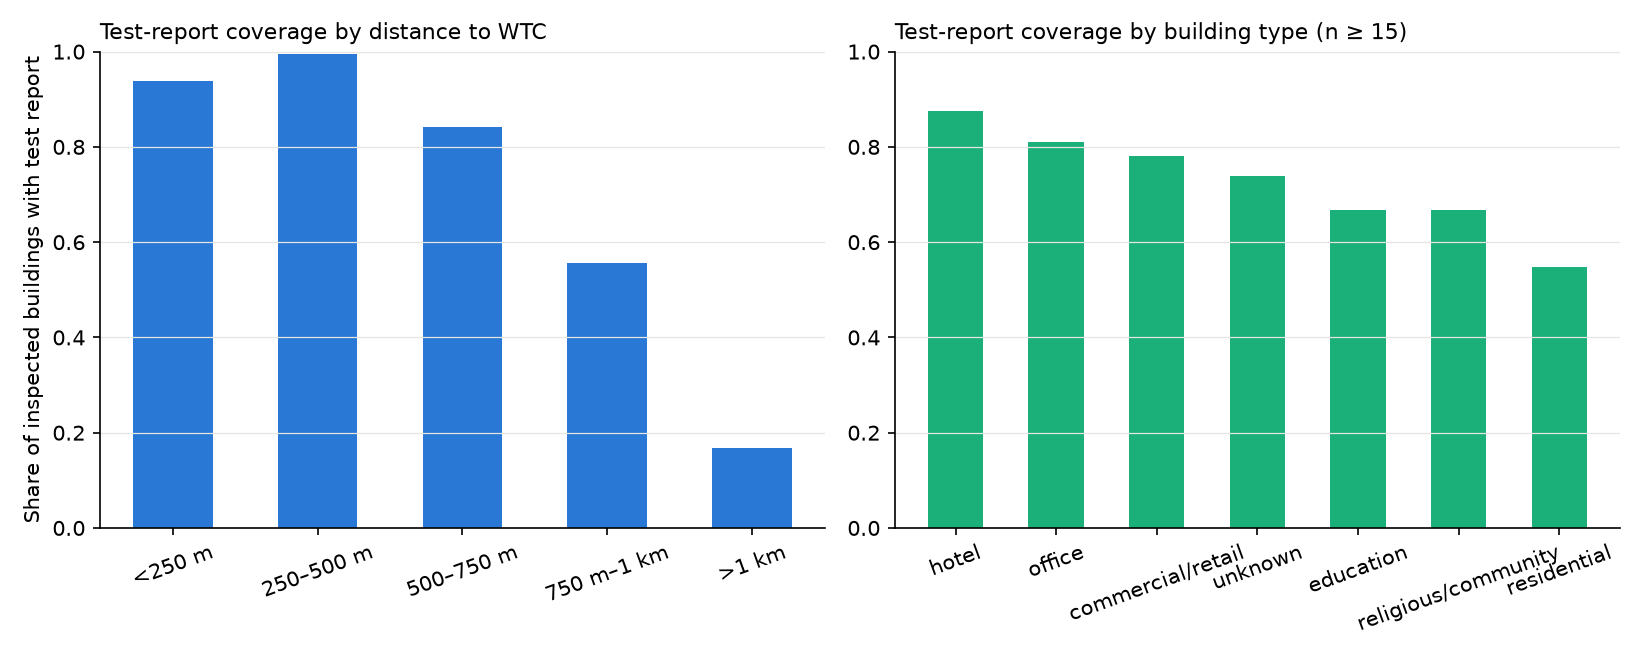 Test-report coverage by distance to WTC
Share of inspected buildings with test report
1.0
0.8
0.6
0.4
0.2
0.0
<250 m
250–500 m
500–750 m
750 m–1 km
>1 km
Test-report coverage by building type (n ≥ 15)
1.0
0.8
0.6
0.4
0.2
0.0
hotel
office
commercial/retail
unknown
education
religious/community
residential